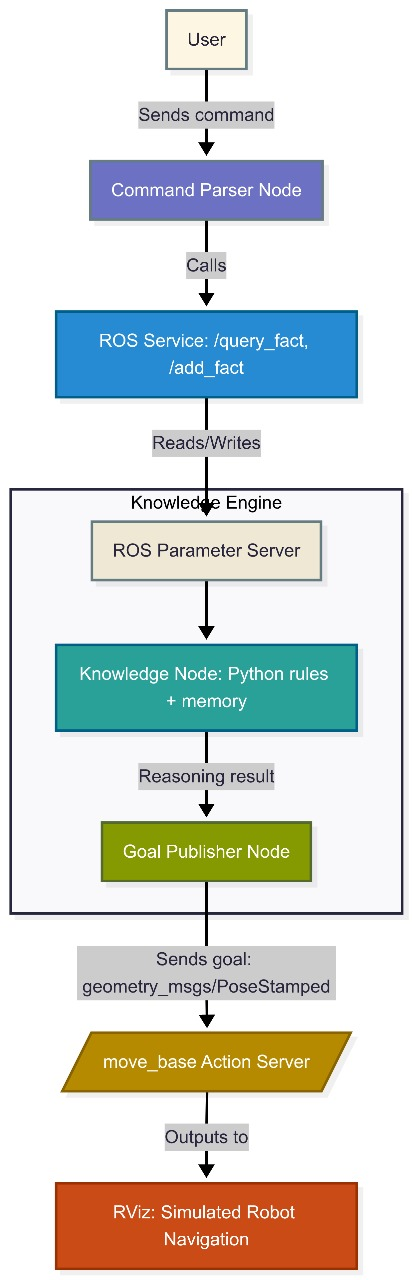 User
Sends command
Command Parser Node
Calls
ROS Service: /query_fact,
/add_fact
Reads/Writes
Knowledge Engine
ROS Parameter Server
Knowledge Node: Python rules
+ memory
Reasoning result
Goal Publisher Node
Sends goal:
geometry_msgs/PoseStamped
move_base Action Server
Outputs to
RViz: Simulated Robot
Navigation